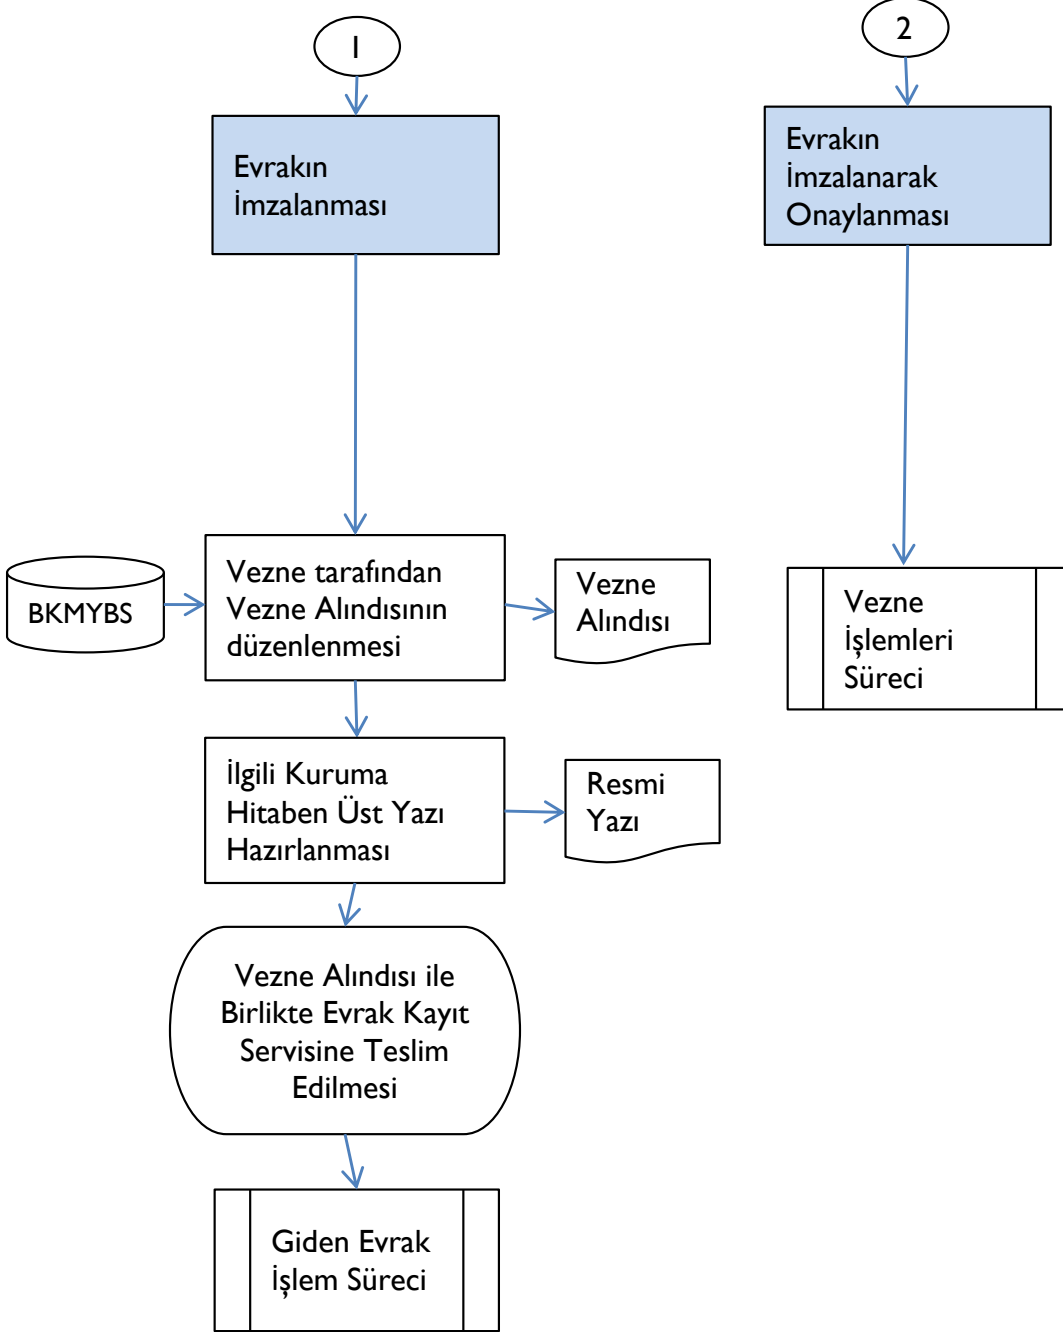 1
Evrakın
İmzalanması
Vezne tarafından
Vezne Alındısının
düzenlenmesi
BKMYBS
Vezne
Alındısı
İlgili Kuruma
Hitaben Üst Yazı
Hazırlanması
Resmi
Yazı
Vezne Alındısı ile
Birlikte Evrak Kayıt
Servisine Teslim
Edilmesi
Giden Evrak
İşlem Süreci
2
Evrakın
İmzalanarak
Onaylanması
Vezne
İşlemleri
Süreci